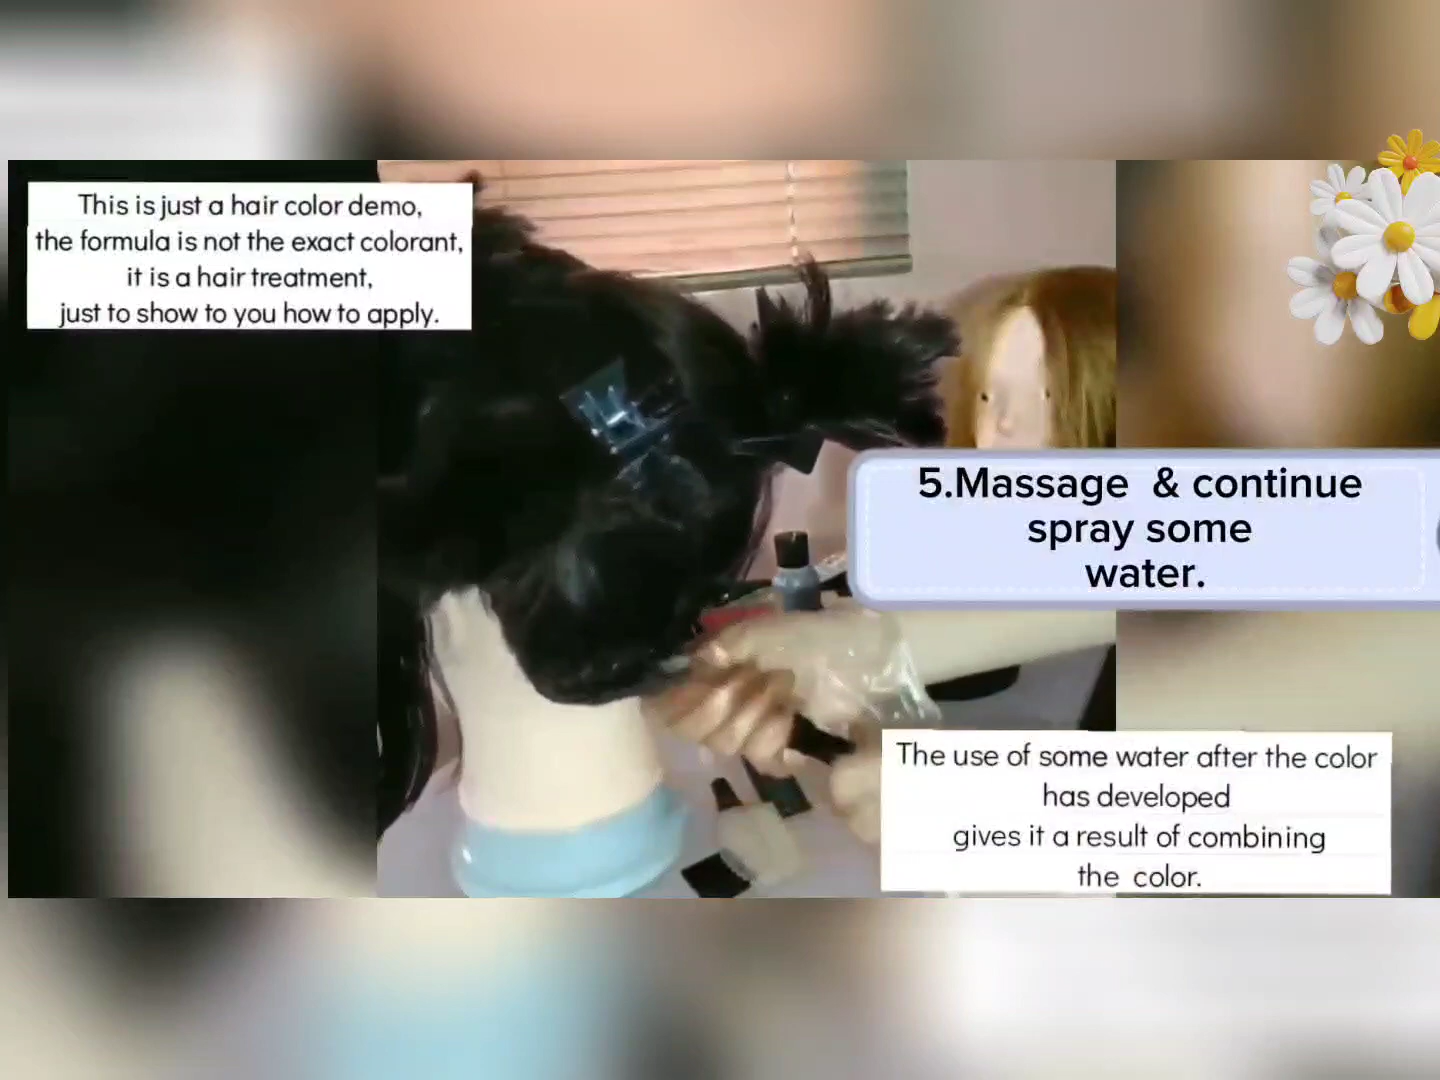 This is just a hair color demo,
the formula is not the exact colorant,
it is a hair treatment,
just to show to you how to apply.
5.Massage & continue
spray some
water.
The use of some water after the color
has developed
gives it a result of combining
the color.